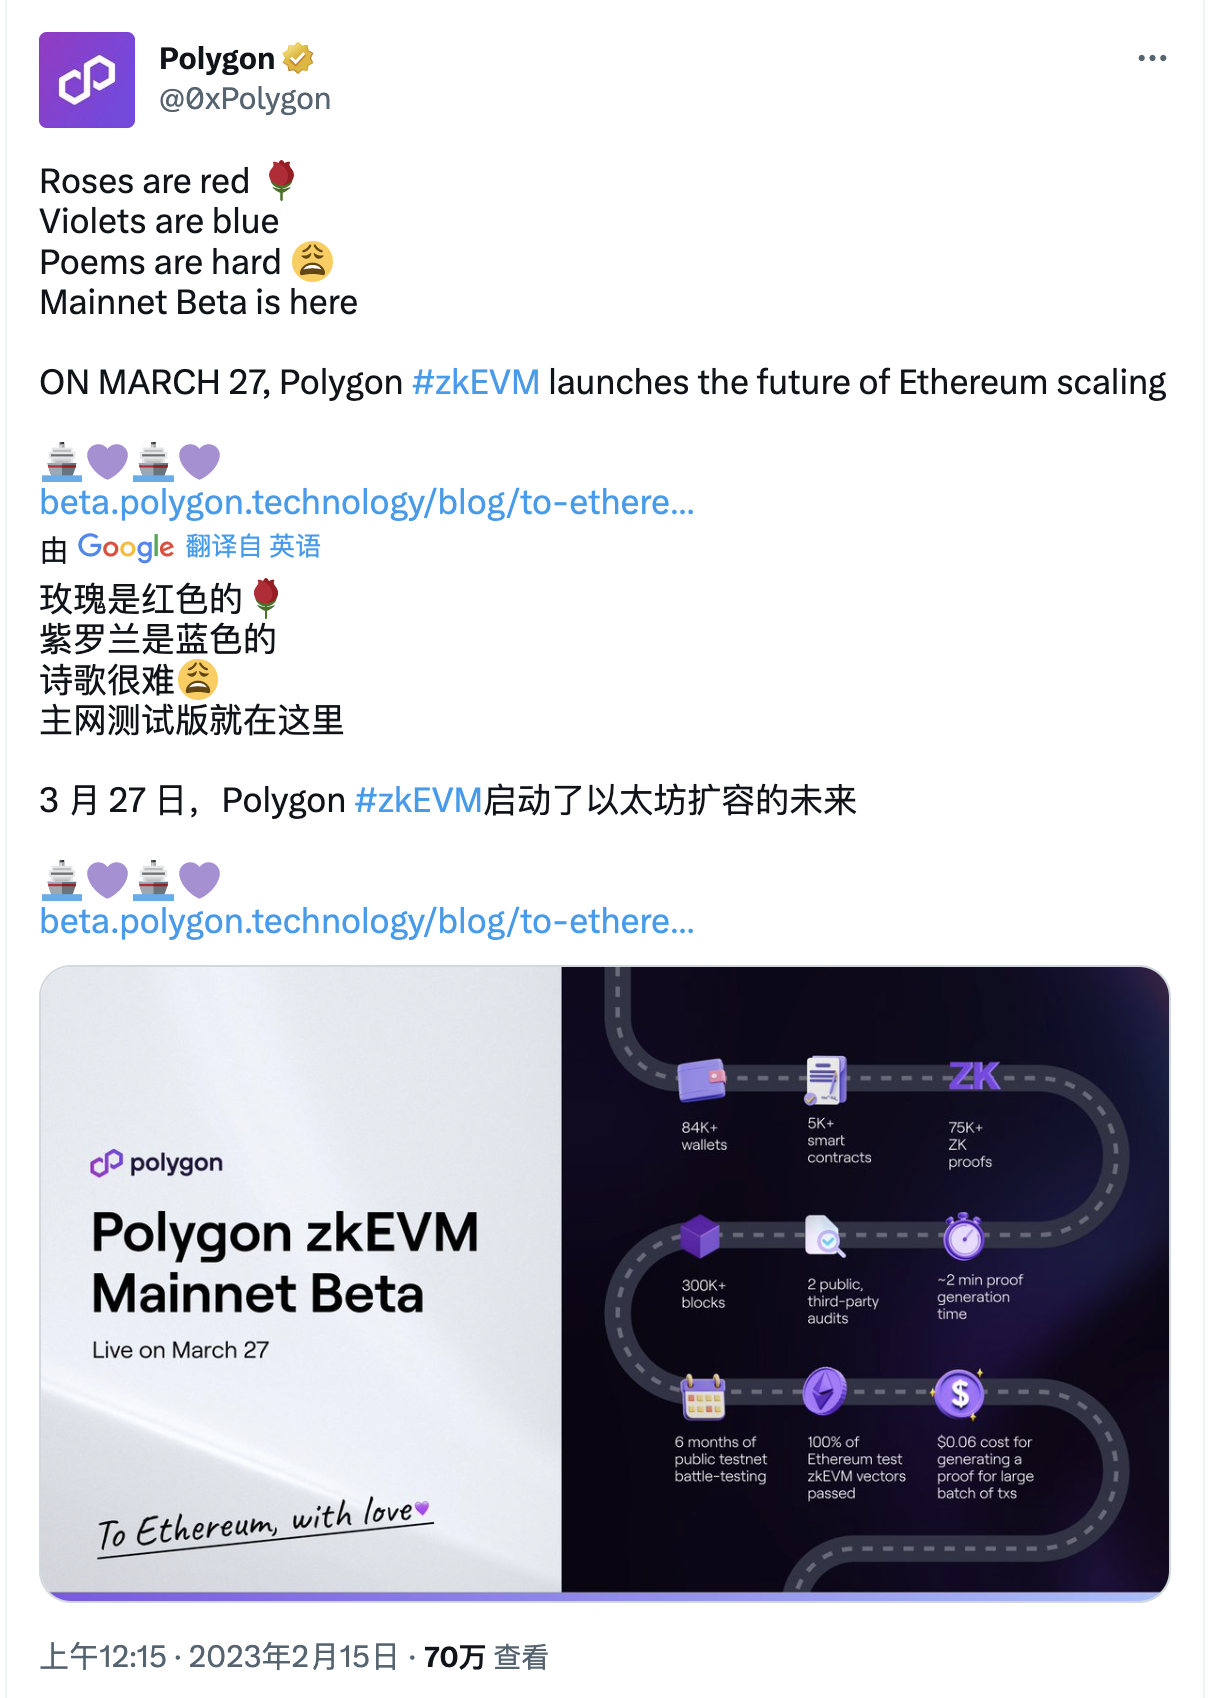 Polygon
@0xPolygon
Roses are red 🌹
Violets are blue
Poems are hard 😩
Mainnet Beta is here
ON MARCH 27, Polygon #zkEVM launches the future of Ethereum scaling
🚢💜🚢💜
beta.polygon.technology/blog/to-ethere...
由 Google 翻译自 英语
玫瑰是红色的🌹
紫罗兰是蓝色的
诗歌很难😩
主网测试版就在这里
3 月 27 日，Polygon #zkEVM启动了以太坊扩容的未来
🚢💜🚢💜
beta.polygon.technology/blog/to-ethere...
polygon
Polygon zkEVM
Mainnet Beta
Live on March 27
To Ethereum, with love💜
84K+
wallets
5K+
smart
contracts
ZK
75K+
ZK
proofs
300K+
blocks
2 public,
third-party
audits
~2 min proof
generation
time
6 months of
public testnet
battle-testing
100% of
Ethereum test
zkEVM vectors
passed
$
$0.06 cost for
generating a
proof for large
batch of txs
上午12:15 · 2023年2月15日 · 70万 查看